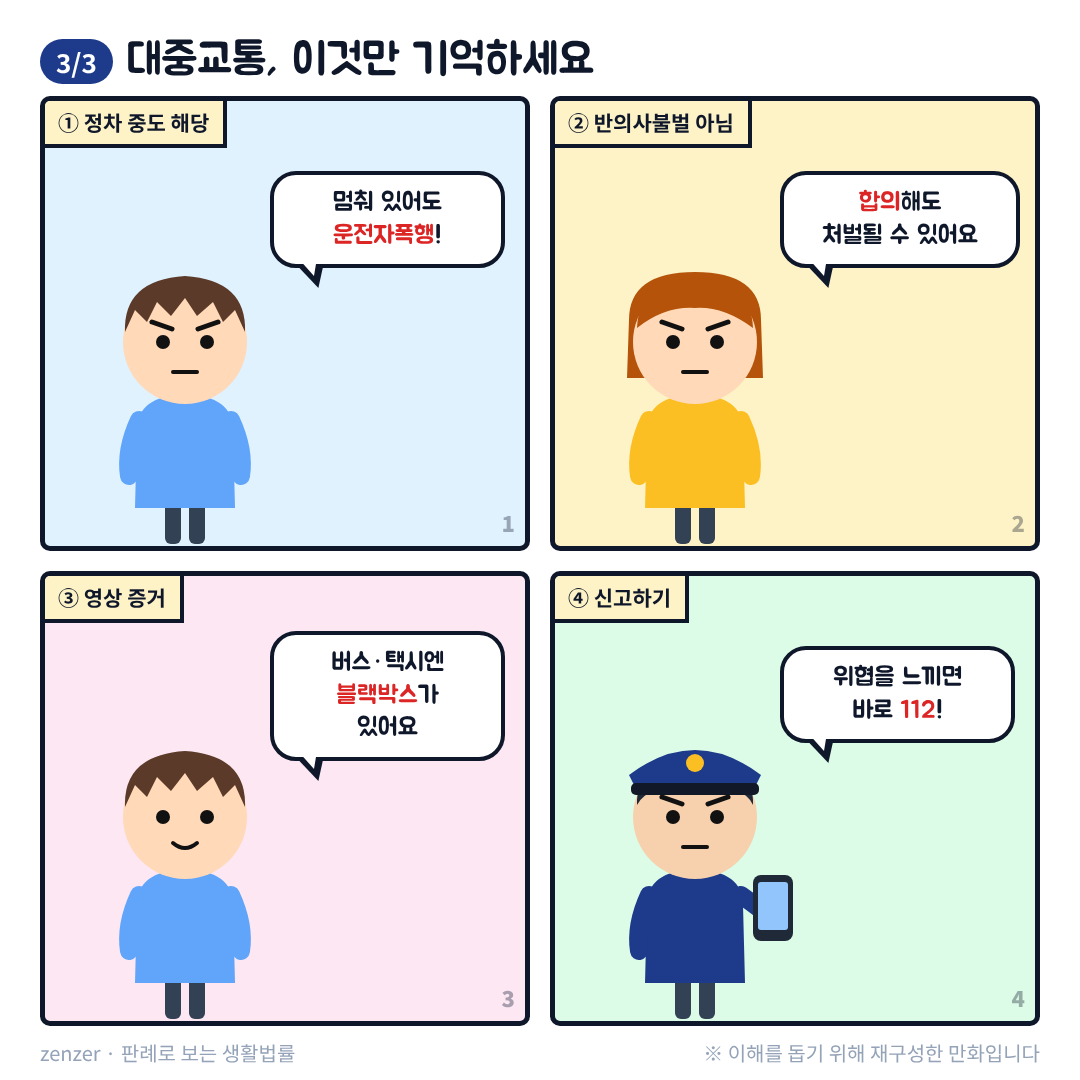 3/3 대중교통, 이것만 기억하세요
① 정차 중도 해당
멈춰 있어도
운전자폭행!
1
② 반의사불벌 아님
합의해도
처벌될 수 있어요
2
③ 영상 증거
버스·택시엔
블랙박스가
있어요
3
④ 신고하기
위협을 느끼면
바로 112!
4
zenzer · 판례로 보는 생활법률
※ 이해를 돕기 위해 재구성한 만화입니다